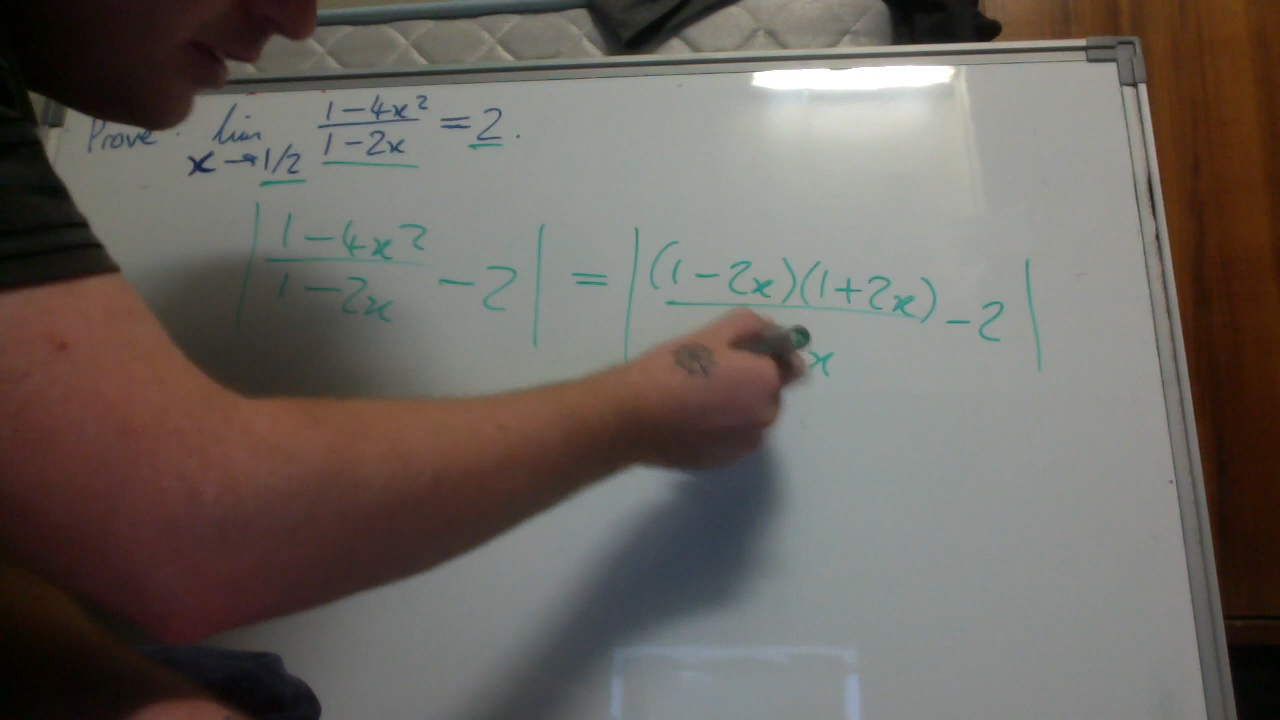 Prove: lim 1-4x²/1-2x = 2.
x→1/2
|1-4x²/1-2x - 2| = |(1-2x)(1+2x)/x - 2|